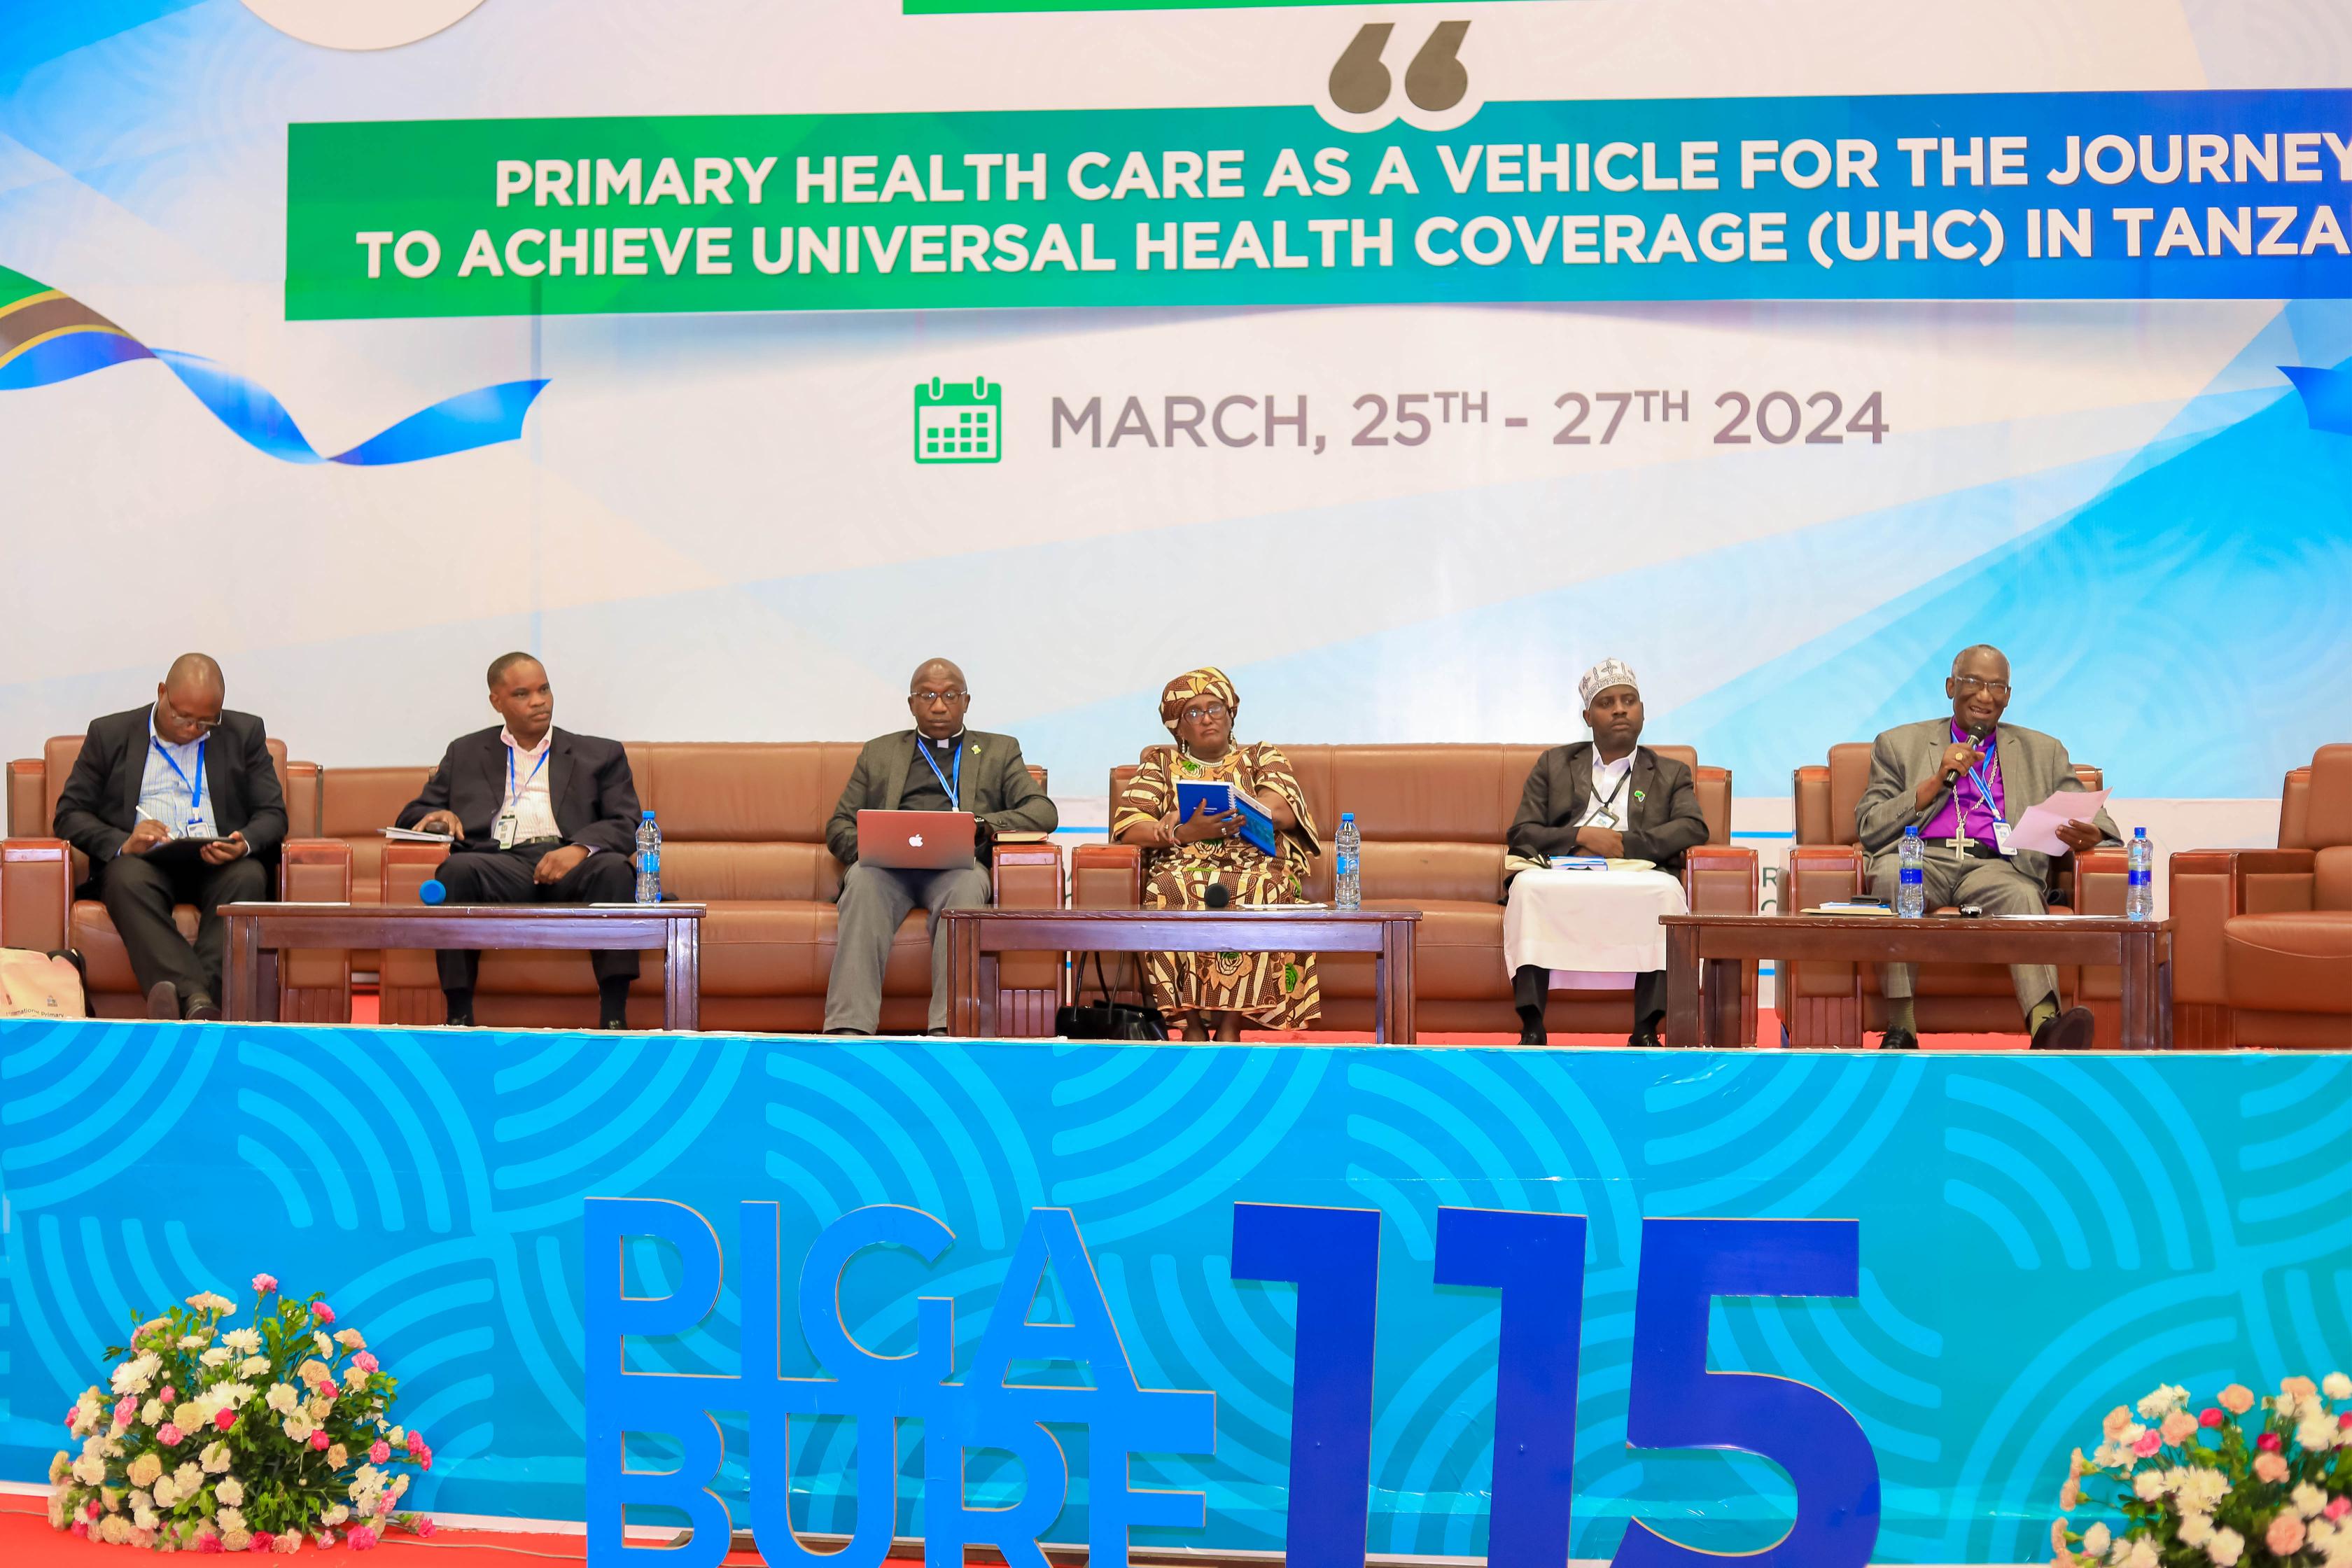 PRIMARY HEALTH CARE AS A VEHICLE FOR THE JOURNEY
TO ACHIEVE UNIVERSAL HEALTH COVERAGE (UHC) IN TANZA
MARCH, 25TH - 27TH 2024
PIGA
BURE
115